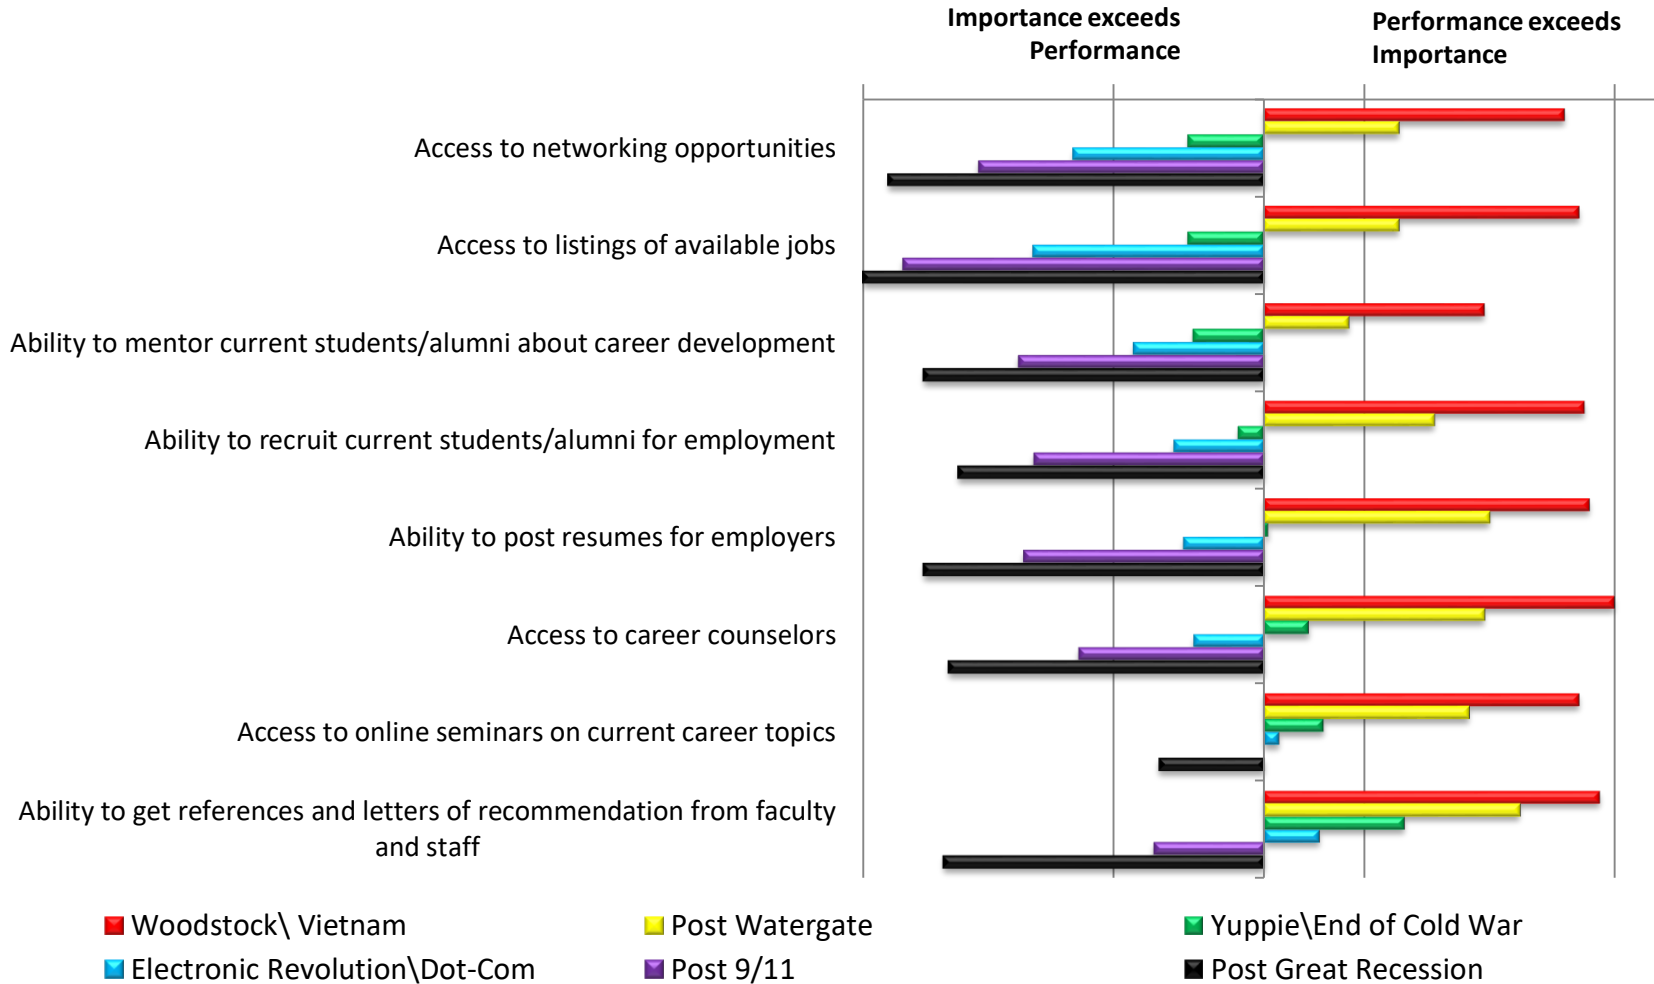 Importance exceeds
Performance
Performance exceeds
Importance
Access to networking opportunities
Access to listings of available jobs
Ability to mentor current students/alumni about career development
Ability to recruit current students/alumni for employment
Ability to post resumes for employers
Access to career counselors
Access to online seminars on current career topics
Ability to get references and letters of recommendation from faculty
and staff
Woodstock\ Vietnam
Post Watergate
Yuppie\End of Cold War
Electronic Revolution\Dot-Com
Post 9/11
Post Great Recession